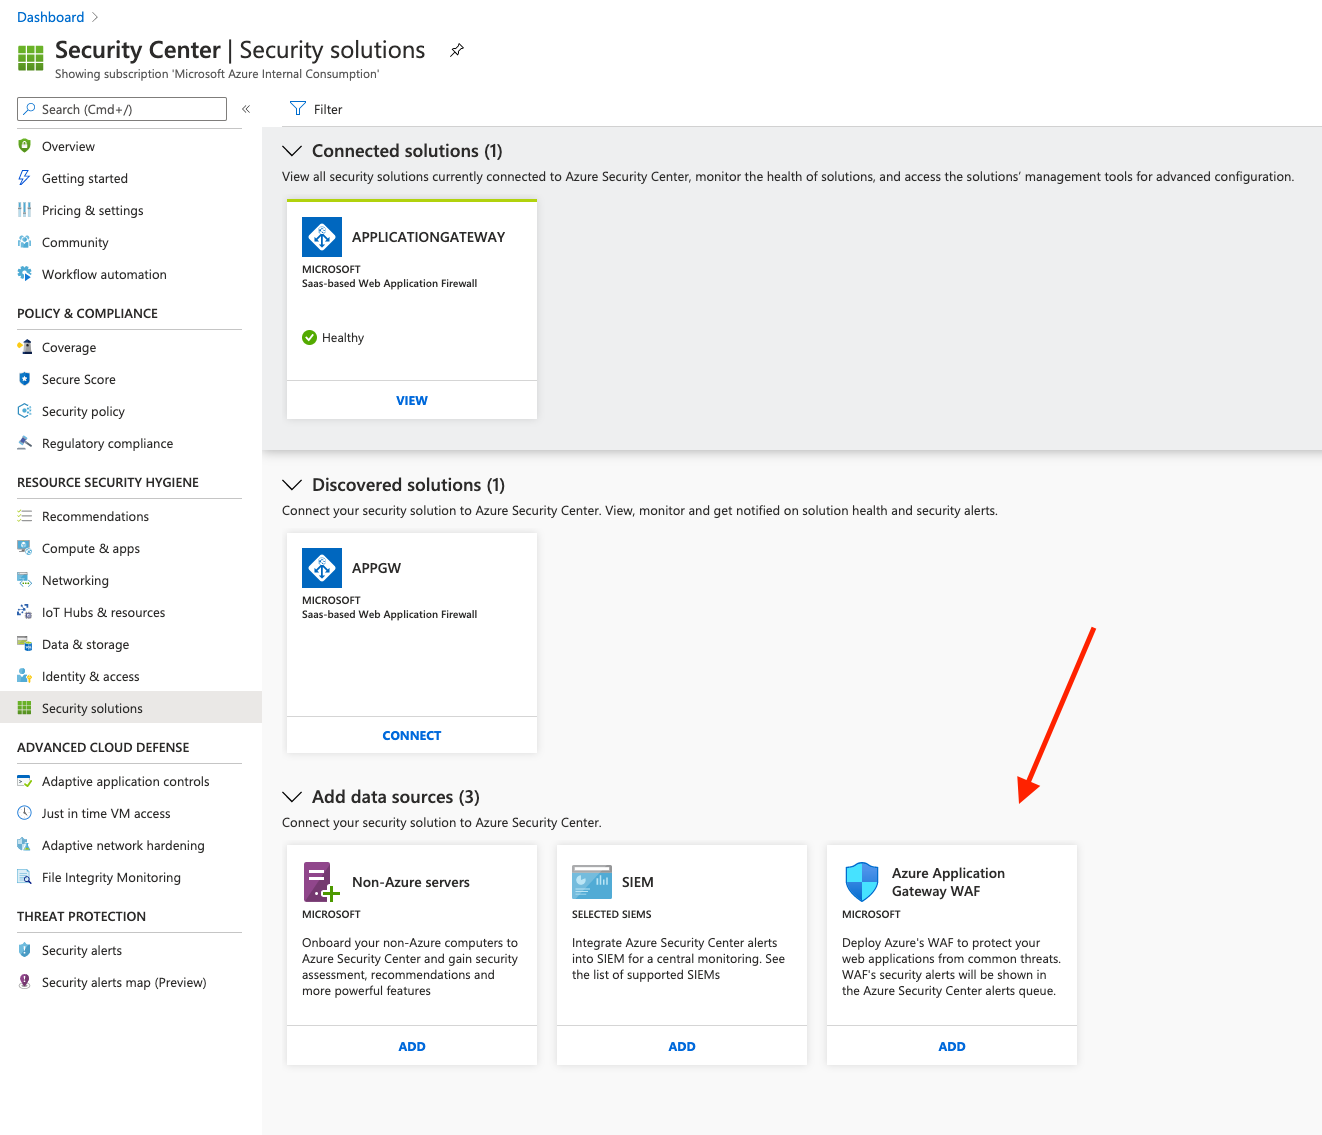 Dashboard >
Security Center | Security solutions
Showing subscription 'Microsoft Azure Internal Consumption'
Search (Cmd+/)
«
Overview
Getting started
Pricing & settings
Community
Workflow automation
POLICY & COMPLIANCE
Coverage
Secure Score
Security policy
Regulatory compliance
RESOURCE SECURITY HYGIENE
Recommendations
Compute & apps
Networking
IoT Hubs & resources
Data & storage
Identity & access
Security solutions
ADVANCED CLOUD DEFENSE
Adaptive application controls
Just in time VM access
Adaptive network hardening
File Integrity Monitoring
THREAT PROTECTION
Security alerts
Security alerts map (Preview)
Filter
Connected solutions (1)
View all security solutions currently connected to Azure Security Center, monitor the health of solutions, and access the solutions' management tools for advanced configuration.
APPLICATIONGATEWAY
MICROSOFT
Saas-based Web Application Firewall
Healthy
VIEW
Discovered solutions (1)
Connect your security solution to Azure Security Center. View, monitor and get notified on solution health and security alerts.
APPGW
MICROSOFT
Saas-based Web Application Firewall
CONNECT
Add data sources (3)
Connect your security solution to Azure Security Center.
Non-Azure servers
MICROSOFT
Onboard your non-Azure computers to
Azure Security Center and gain security
assessment, recommendations and
more powerful features
ADD
SIEM
SELECTED SIEMS
Integrate Azure Security Center alerts
into SIEM for a central monitoring. See
the list of supported SIEMs
ADD
Azure Application
Gateway WAF
MICROSOFT
Deploy Azure's WAF to protect your
web applications from common threats.
WAF's security alerts will be shown in
the Azure Security Center alerts queue.
ADD